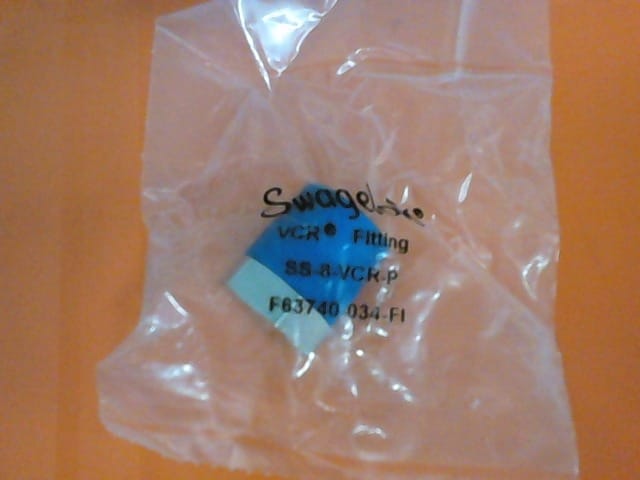 Swagelok
VCR® Fitting
SS-8-VCR-P
F63740 034-FI